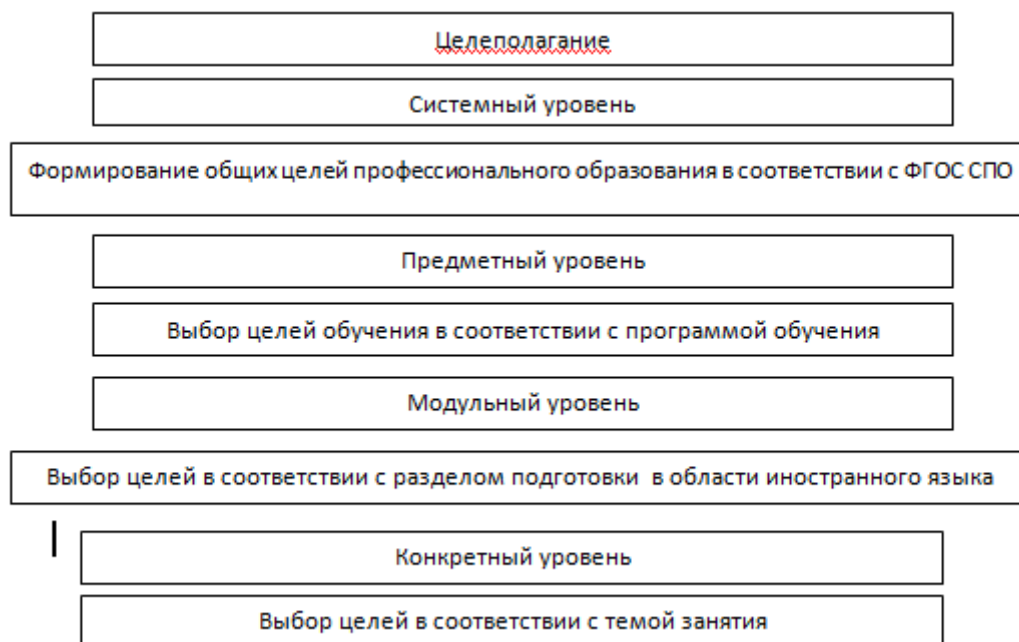 Целеполагание
Системный уровень
Формирование общих целей профессионального образования в соответствии с ФГОС СПО
Предметный уровень
Выбор целей обучения в соответствии с программой обучения
Модульный уровень
Выбор целей в соответствии с разделом подготовки в области иностранного языка
Конкретный уровень
Выбор целей в соответствии с темой занятия